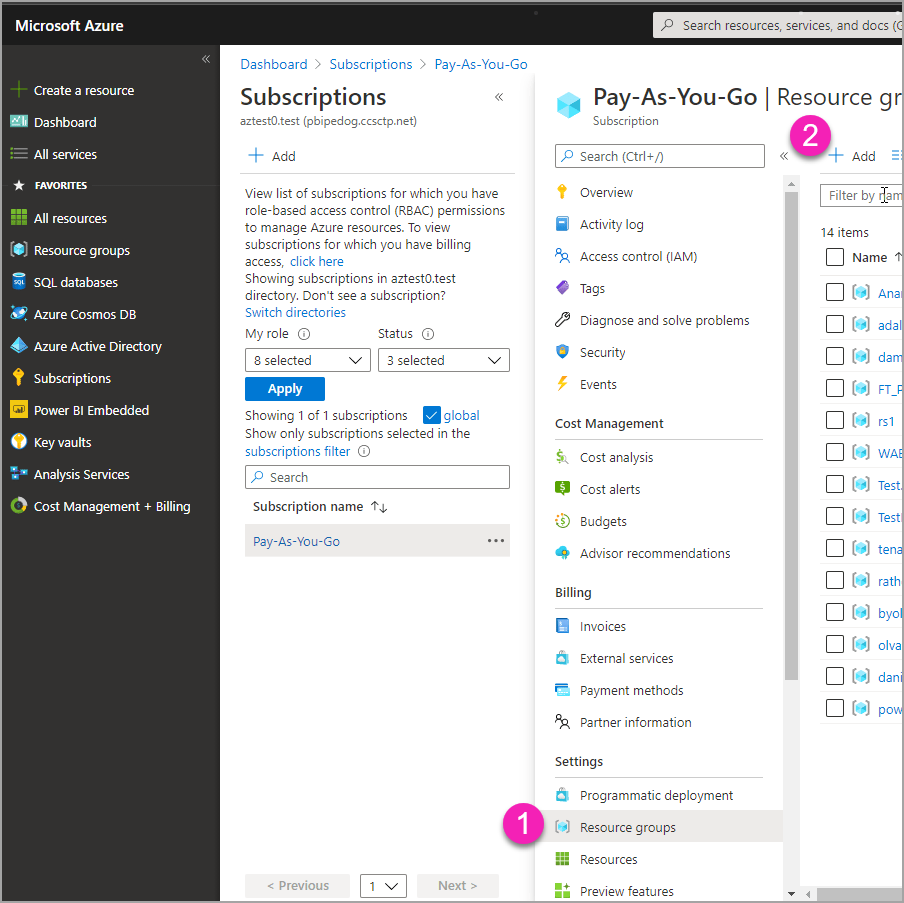 Microsoft Azure
Search resources, services, and docs (G
Create a resource
Dashboard
All services
FAVORITES
All resources
Resource groups
SQL databases
Azure Cosmos DB
Azure Active Directory
Subscriptions
Power BI Embedded
Key vaults
Analysis Services
Cost Management + Billing
Dashboard > Subscriptions > Pay-As-You-Go
Subscriptions
aztest0.test (pbipedog.ccsctp.net)
Add
View list of subscriptions for which you have
role-based access control (RBAC) permissions
to manage Azure resources. To view
subscriptions for which you have billing
access, click here
Showing subscriptions in aztest0.test
directory. Don't see a subscription?
Switch directories
My role Status
8 selected 3 selected
Apply
Showing 1 of 1 subscriptions global
Show only subscriptions selected in the
subscriptions filter
Search
Subscription name
Pay-As-You-Go
< Previous 1 Next >
Pay-As-You-Go | Resource gr
Subscription
Search (Ctrl+/)
Overview
Activity log
Access control (IAM)
Tags
Diagnose and solve problems
Security
Events
Cost Management
Cost analysis
Cost alerts
Budgets
Advisor recommendations
Billing
Invoices
External services
Payment methods
Partner information
Settings
Programmatic deployment
1
Resource groups
Resources
Preview features
2
Add
Filter by nam
14 items
Name
Anar
adal
dam
FT_P
rs1
WAB
Test.
TestI
tena
rath
byol
olva
dani
pow